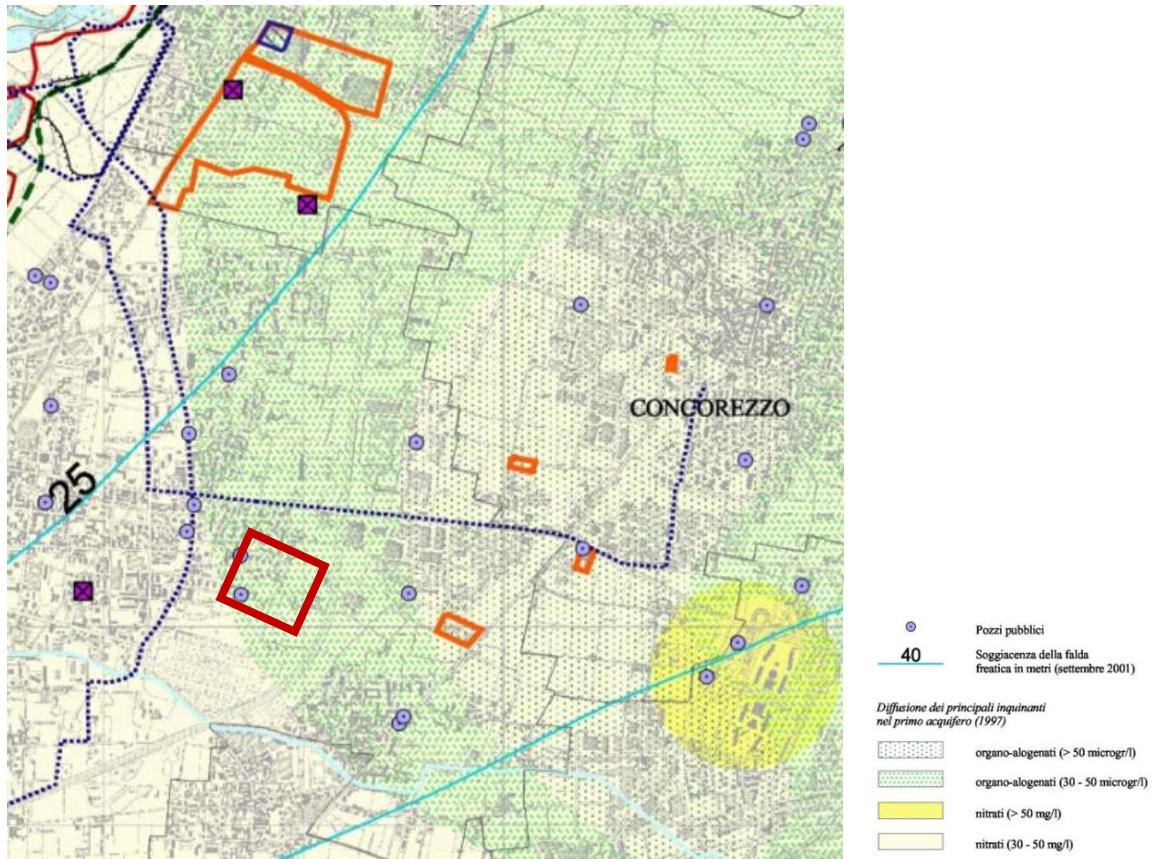 CONCOREZZO
25
Pozzi pubblici
40
Soggiacenza della falda
freatica in metri (settembre 2001)
Diffusione dei principali inquinanti
nel primo acquifero (1997)
organo-alogenati (> 50 microgr/l)
organo-alogenati (30 - 50 microgr/l)
nitrati (> 50 mg/l)
nitrati (30 - 50 mg/l)